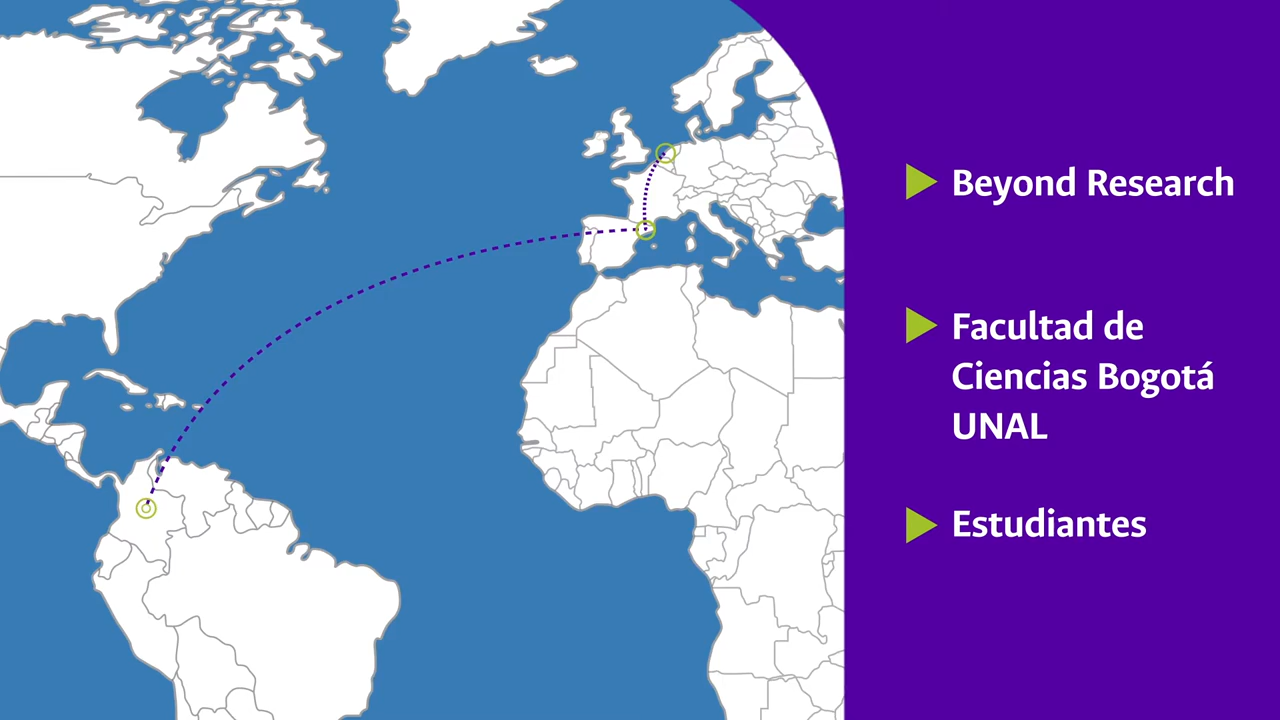 Beyond Research
Facultad de
Ciencias Bogotá
UNAL
Estudiantes